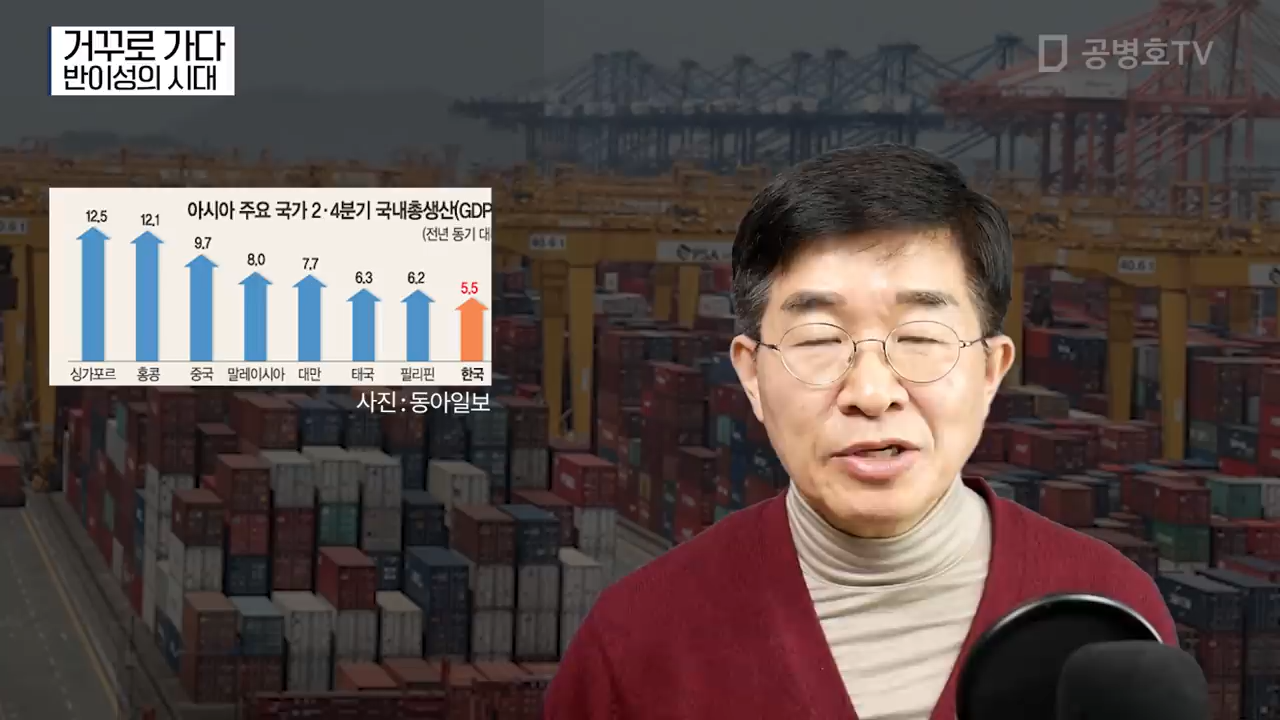 거꾸로 가다
반이성의 시대
공병호TV
아시아 주요 국가 2·4분기 국내총생산(GDP
(전년 동기 대
12.5
12.1
9.7
8.0
7.7
6.3
6.2
5.5
싱가포르
홍콩
중국
말레이시아
대만
태국
필리핀
한국
사진 : 동아일보
PSA
40.6 t